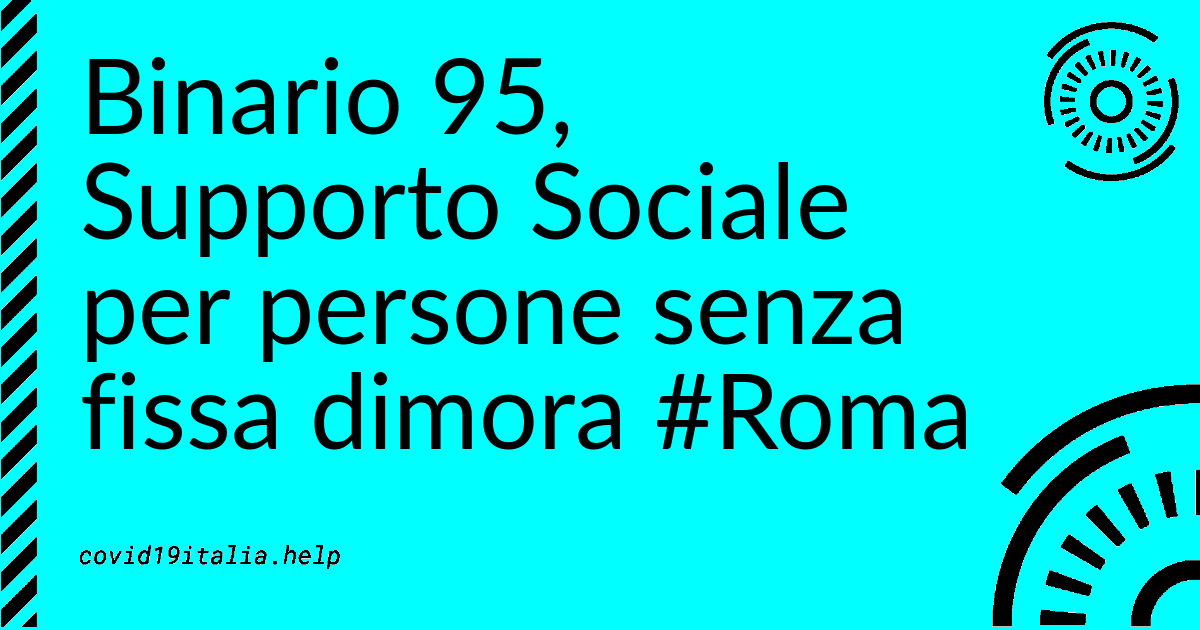 Binario 95,
Supporto Sociale
per persone senza
fissa dimora #Roma
covid19italia.help